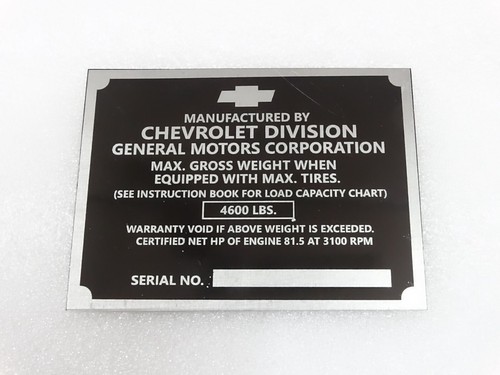 MANUFACTURED BY
CHEVROLET DIVISION
GENERAL MOTORS CORPORATION
MAX. GROSS WEIGHT WHEN
EQUIPPED WITH MAX. TIRES.
(SEE INSTRUCTION BOOK FOR LOAD CAPACITY CHART)
4600 LBS.
WARRANTY VOID IF ABOVE WEIGHT IS EXCEEDED.
CERTIFIED NET HP OF ENGINE 81.5 AT 3100 RPM
SERIAL NO.